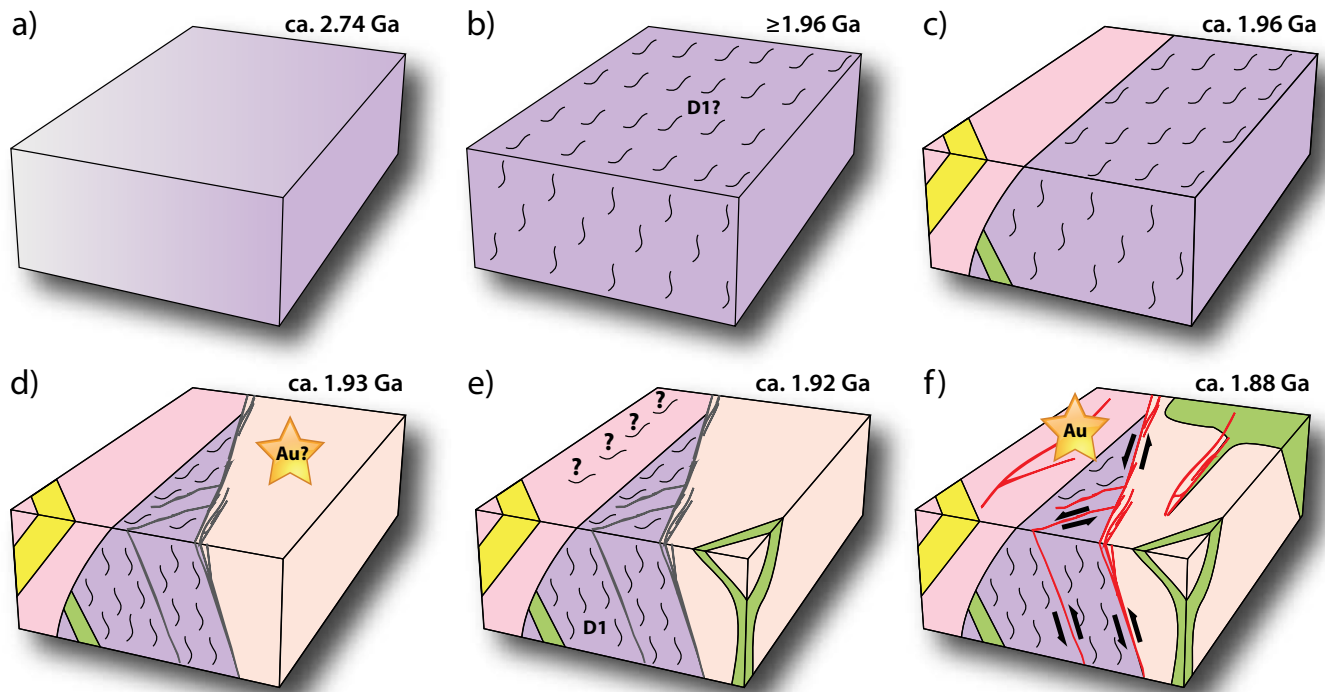 a)
ca. 2.74 Ga
b)
≥1.96 Ga
D1?
c)
ca. 1.96 Ga
d)
ca. 1.93 Ga
Au?
e)
ca. 1.92 Ga
?
?
?
?
D1
f)
ca. 1.88 Ga
Au